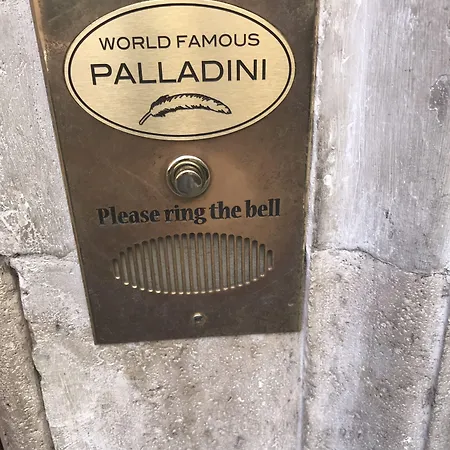 WORLD FAMOUS
PALLADINI
Please ring the bell